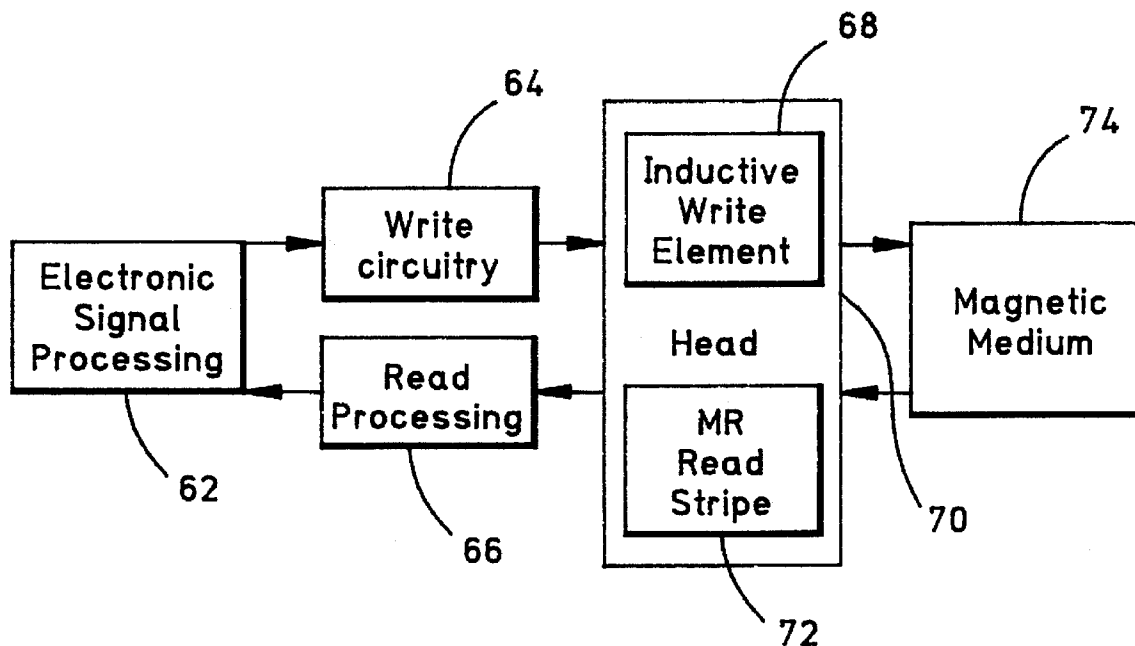 68
64
74
Inductive
Write
Element
Write
circuitry
Electronic
Signal
Processing
Magnetic
Medium
Head
Read
Processing
MR
Read
Stripe
62
66
70
72